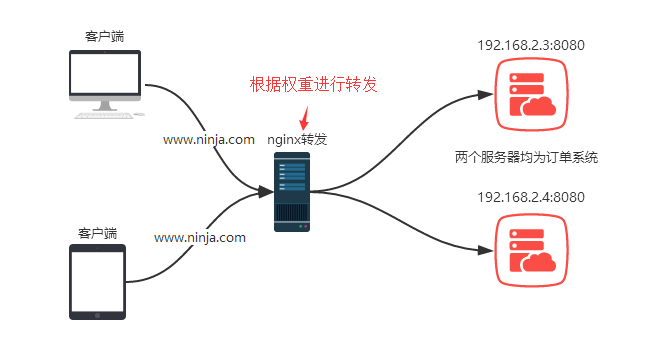 客户端
192.168.2.3:8080
根据权重进行转发
www.ninja.com
nginx转发
两个服务器均为订单系统
192.168.2.4:8080
客户端
www.ninja.com